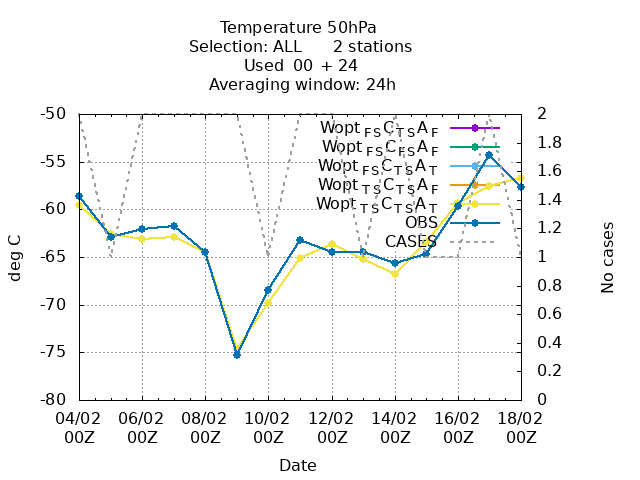 Temperature 50hPa
Selection: ALL 2 stations
Used 00 + 24
Averaging window: 24h
-50
-55
-60
-65
-70
-75
-80
deg C
Wopt FS C TS A F
Wopt FS C FS A F
Wopt FS C TS A T
Wopt TS C TS A F
Wopt TS C TS A T
OBS
CASES
2
1.8
1.6
1.4
1.2
1
0.8
0.6
0.4
0.2
0
No cases
04/02 06/02 08/02 10/02 12/02 14/02 16/02 18/02
00Z 00Z 00Z 00Z 00Z 00Z 00Z 00Z
Date